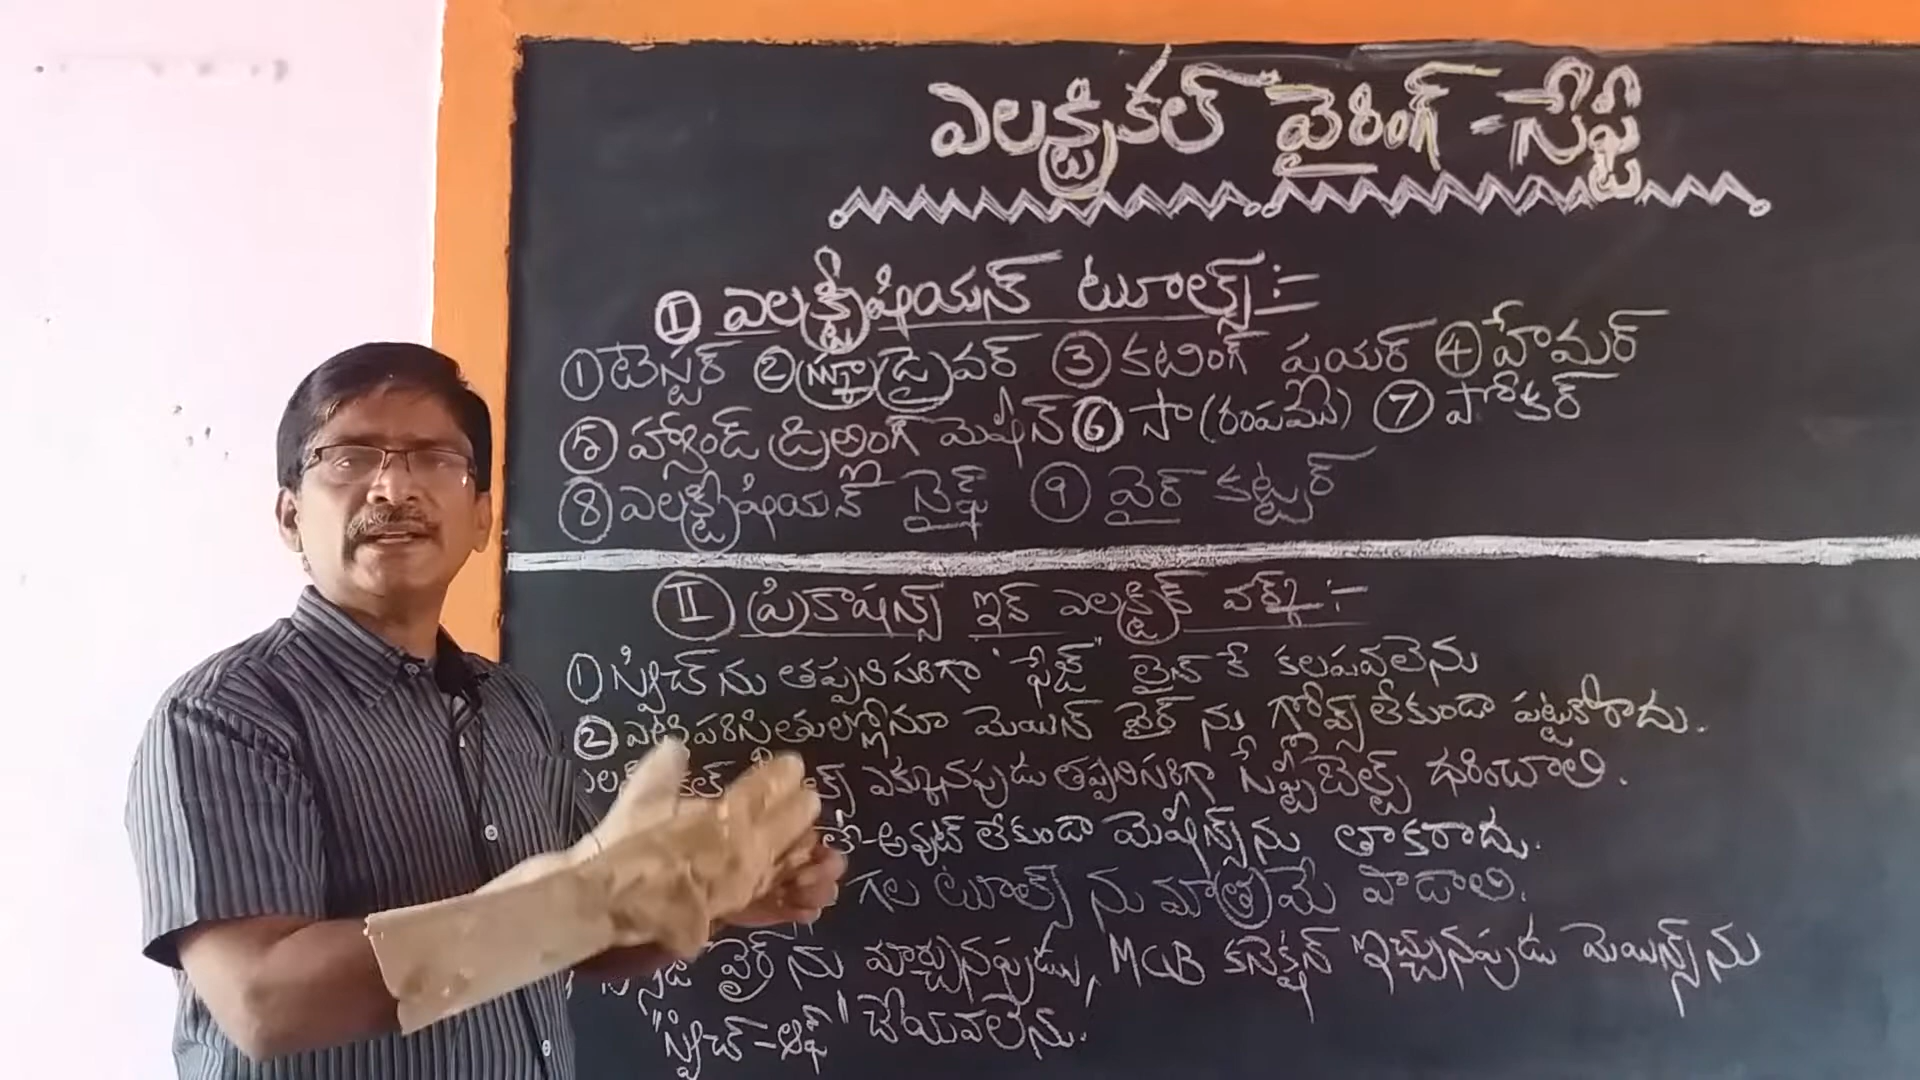 ఎలక్ట్రికల్ వైరింగ్ - సేఫ్టీ
Ⅰ ఎలక్ట్రీషియన్ టూల్స్ :-
① టెస్టర్ ② స్క్రూడ్రైవర్ ③ కటింగ్ ప్లయర్ ④ హేమర్
⑤ హ్యాండ్ డ్రిల్లింగ్ మెషీన్ ⑥ సా (రంపము) ⑦ పోకర్
⑧ ఎలక్ట్రీషియన్ నైఫ్ ⑨ వైర్ కట్టర్
Ⅱ ప్రికాషన్స్ ఇన్ ఎలక్ట్రిక్ వర్క్ :-
① స్విచ్ ను తప్పనిసరిగా "ఫేజ్" లైన్ కే కలపవలెను
② ఎట్టి పరిస్థితులల్లోనూ మెయిన్ వైర్ ను గ్లోవ్స్ లేకుండా పట్టుకోరాదు.
ఎక్కునపుడు తప్పనిసరిగా సేఫ్టీ బెల్ట్స్ ధరించాలి.
-అవుట్ లేకుండా మెషీన్స్ ను తాకరాదు.
గల టూల్స్ ను మాత్రమే వాడాలి.
వైర్ ను మార్చునపుడు, MCB కనెక్షన్ ఇచ్చునపుడు మెయిన్స్ ను
"స్విచ్-ఆఫ్" చేయవలెను.